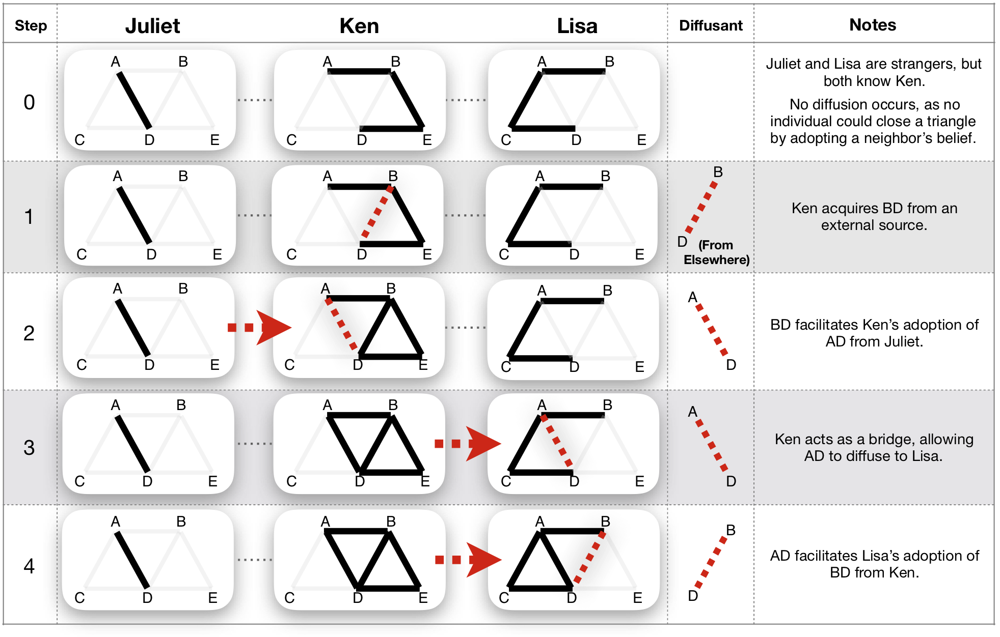 Step Juliet Ken Lisa Diffusant Notes
A B A B A B
0
C D E C D E C D E
Juliet and Lisa are strangers, but
both know Ken.
No diffusion occurs, as no
individual could close a triangle
by adopting a neighbor's belief.
A B A B A B
1
C D E C D E C D E
B
D
(From
Elsewhere)
Ken acquires BD from an
external source.
A B A B A B
2
C D E C D E C D E
A
D
BD facilitates Ken's adoption of
AD from Juliet.
A B A B A B
3
C D E C D E C D E
A
D
Ken acts as a bridge, allowing
AD to diffuse to Lisa.
A B A B A B
4
C D E C D E C D E
B
D
AD facilitates Lisa's adoption of
BD from Ken.